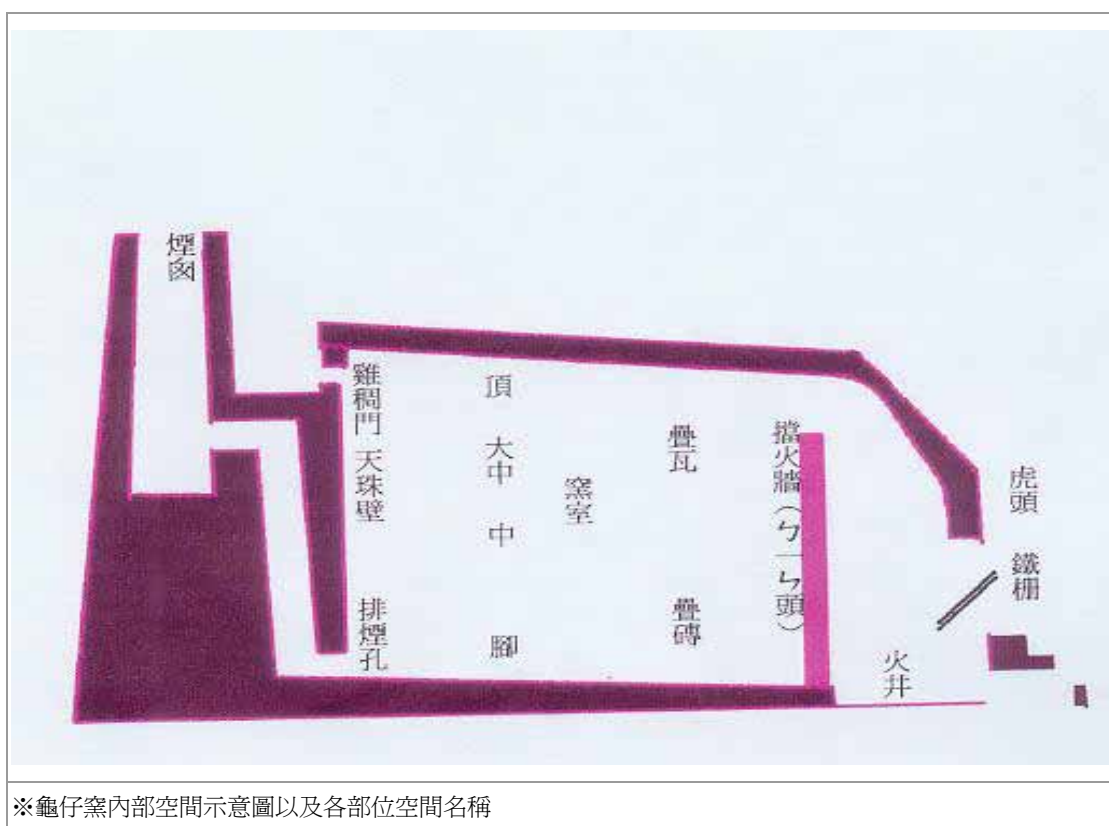 煙囪
雞稠門
天珠壁
排煙孔
頂
大中
中
腳
窯室
疊瓦
疊磚
擋火牆（ㄅㄧㄣ頭）
火井
虎頭
鐵柵
※龜仔窯內部空間示意圖以及各部位空間名稱